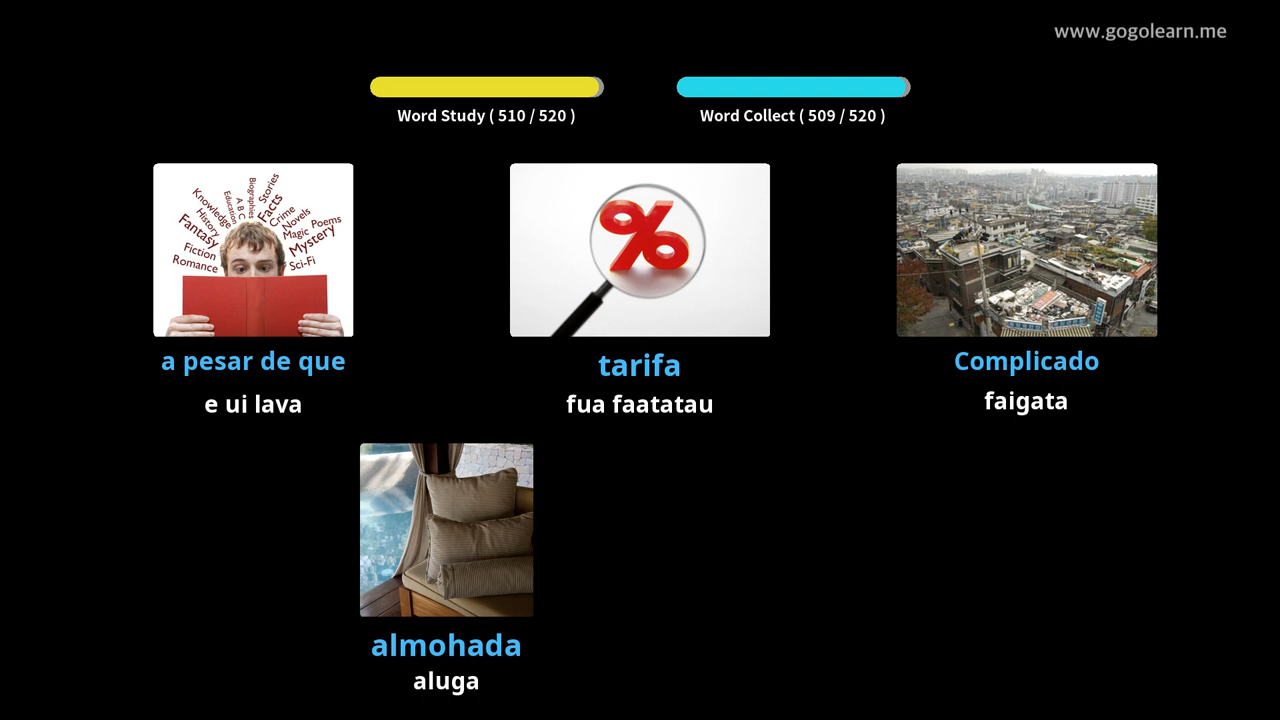 www.gogolearn.me
Word Study ( 510 / 520 )
Word Collect ( 509 / 520 )
Knowledge
History
Fantasy
Fiction
Romance
Education
A B C
Biographies
Stories
Facts
Crime
Novels
Magic
Poems
Mystery
Sci-Fi
%
a pesar de que
e ui lava
tarifa
fua faatatau
Complicado
faigata
almohada
aluga